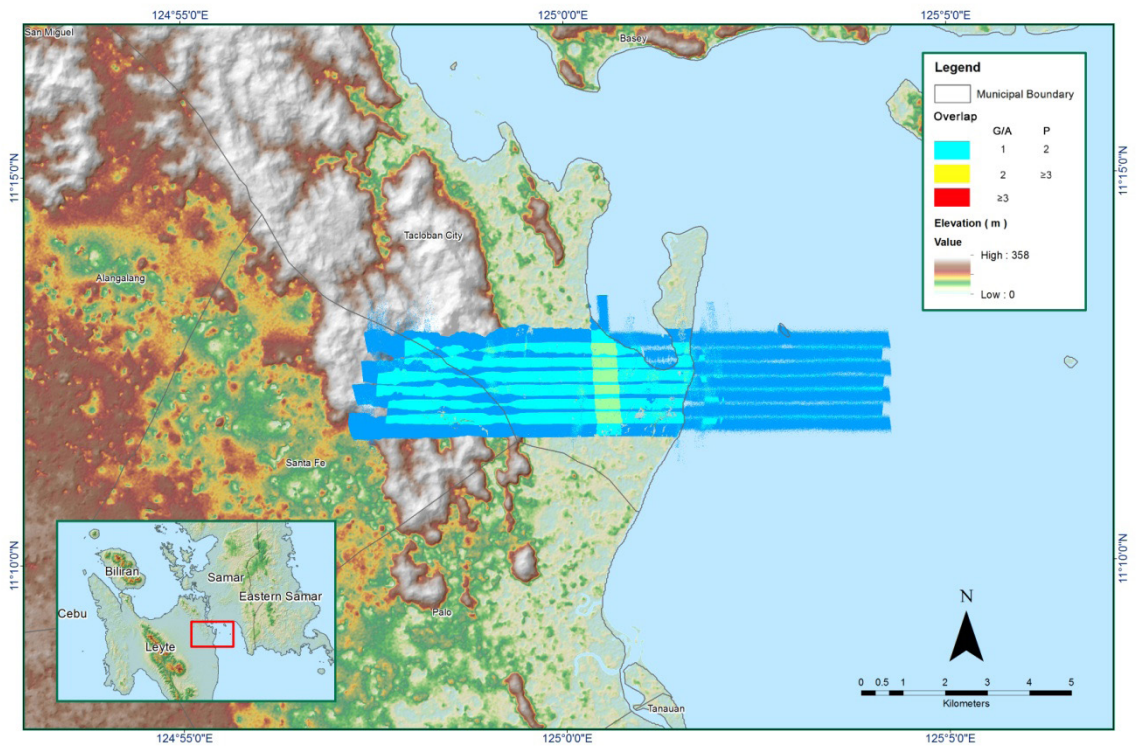 124°55'0"E
125°0'0"E
125°5'0"E
San Miguel
Basey
Legend
Municipal Boundary
Overlap
G/A P
1 2
2 ≥3
≥3
Elevation ( m )
Value
High : 358
Low : 0
11°15'0"N
11°15'0"N
Tacloban City
Alangalang
Santa Fe
11°10'0"N
11°10'0"N
Biliran
Samar
Eastern Samar
Cebu
Leyte
Palo
N
0 0.5 1 2 3 4 5
Kilometers
Tanauan
124°55'0"E
125°0'0"E
125°5'0"E